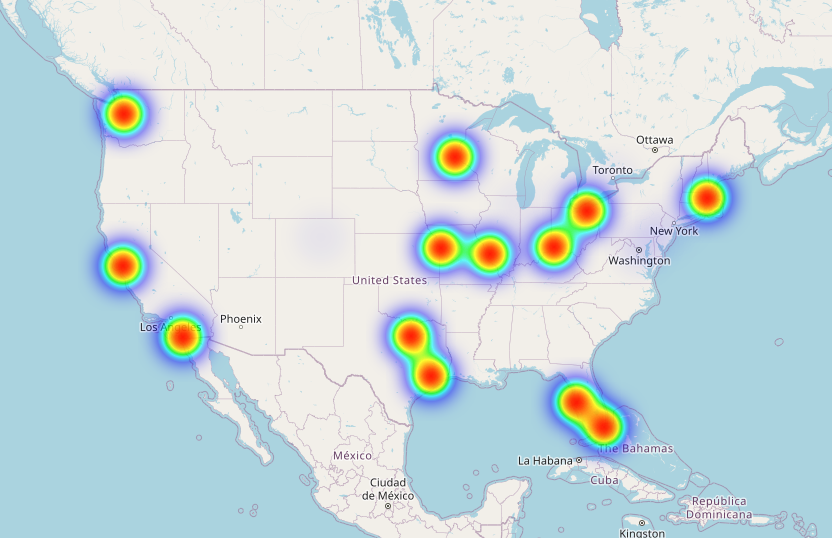 Ottawa
Toronto
New York
Washington
United States
Phoenix
Los Angeles
The Bahamas
México
La Habana
Cuba
Ciudad
de México
República
Dominicana
Kingston